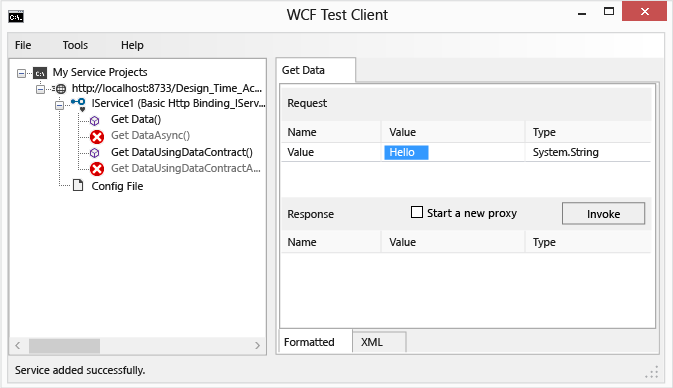 WCF Test Client
File Tools Help
My Service Projects
http://localhost:8733/Design_Time_Ac...
IService1 (Basic Http Binding_IServ...
Get Data()
Get DataAsync()
Get DataUsingDataContract()
Get DataUsingDataContractA...
Config File
Get Data
Request
Name Value Type
Value Hello System.String
Response Start a new proxy Invoke
Name Value Type
Formatted XML
Service added successfully.